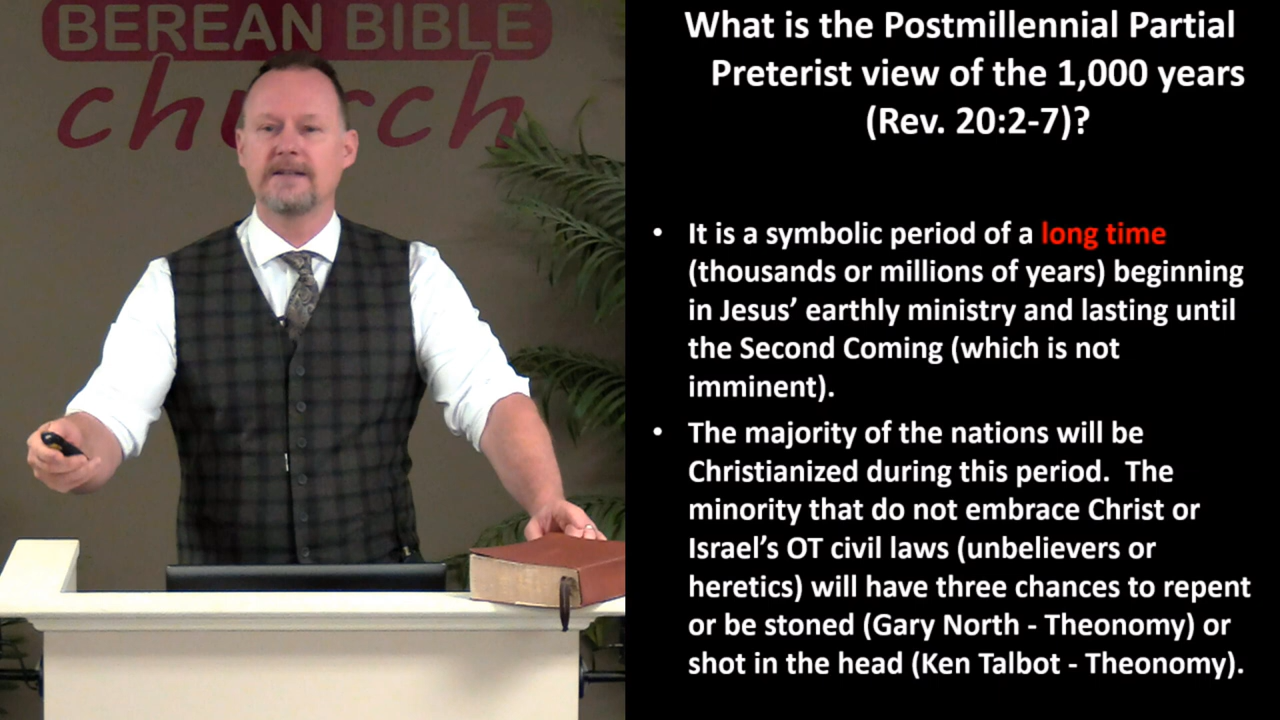 BEREAN BIBLE
church
What is the Postmillennial Partial
Preterist view of the 1,000 years
(Rev. 20:2-7)?
• It is a symbolic period of a long time
(thousands or millions of years) beginning
in Jesus’ earthly ministry and lasting until
the Second Coming (which is not
imminent).
• The majority of the nations will be
Christianized during this period.  The
minority that do not embrace Christ or
Israel’s OT civil laws (unbelievers or
heretics) will have three chances to repent
or be stoned (Gary North - Theonomy) or
shot in the head (Ken Talbot - Theonomy).